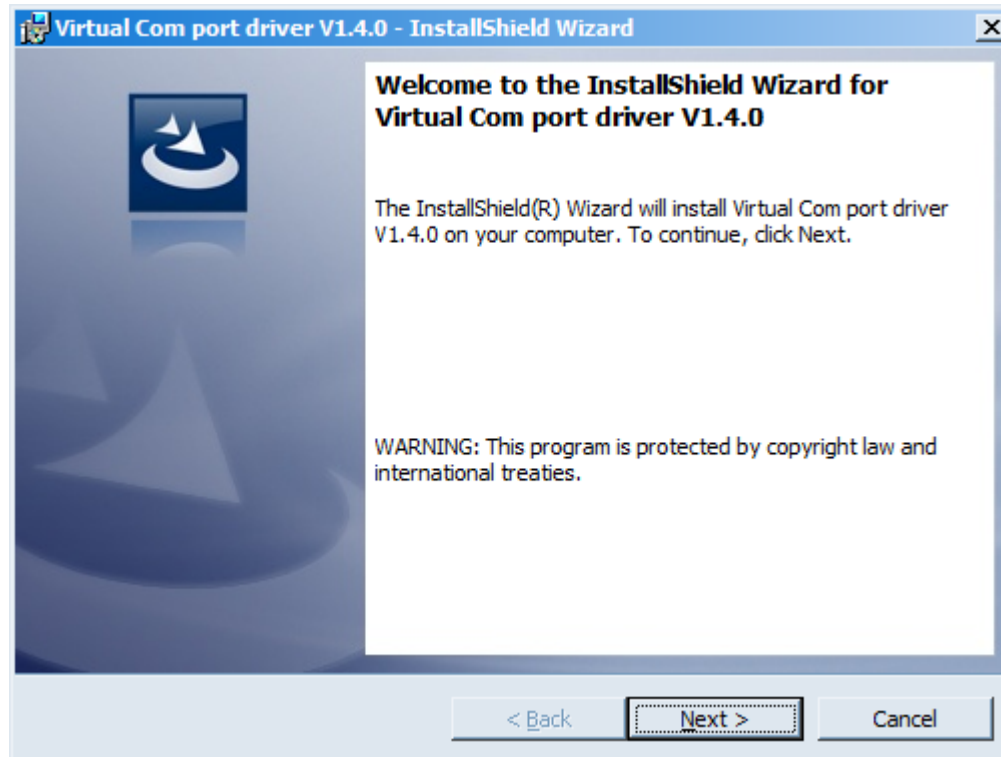 Virtual Com port driver V1.4.0 - InstallShield Wizard
Welcome to the InstallShield Wizard for
Virtual Com port driver V1.4.0
The InstallShield(R) Wizard will install Virtual Com port driver
V1.4.0 on your computer. To continue, click Next.
WARNING: This program is protected by copyright law and
international treaties.
< Back Next > Cancel